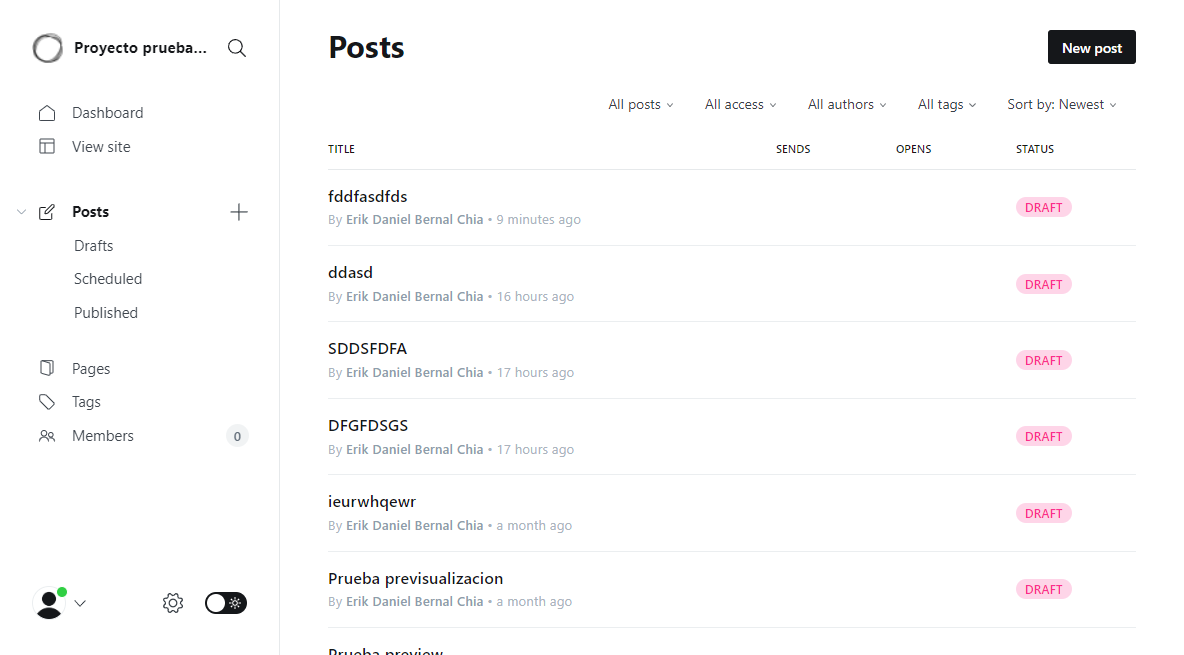 Proyecto prueba...
Dashboard
View site
Posts
Drafts
Scheduled
Published
Pages
Tags
Members 0
Posts
New post
All posts All access All authors All tags Sort by: Newest
TITLE SENDS OPENS STATUS
fddfasdfds
By Erik Daniel Bernal Chia • 9 minutes ago
DRAFT
ddasd
By Erik Daniel Bernal Chia • 16 hours ago
DRAFT
SDDSFDFA
By Erik Daniel Bernal Chia • 17 hours ago
DRAFT
DFGFDSGS
By Erik Daniel Bernal Chia • 17 hours ago
DRAFT
ieurwhqewr
By Erik Daniel Bernal Chia • a month ago
DRAFT
Prueba previsualizacion
By Erik Daniel Bernal Chia • a month ago
DRAFT
Prueba preview